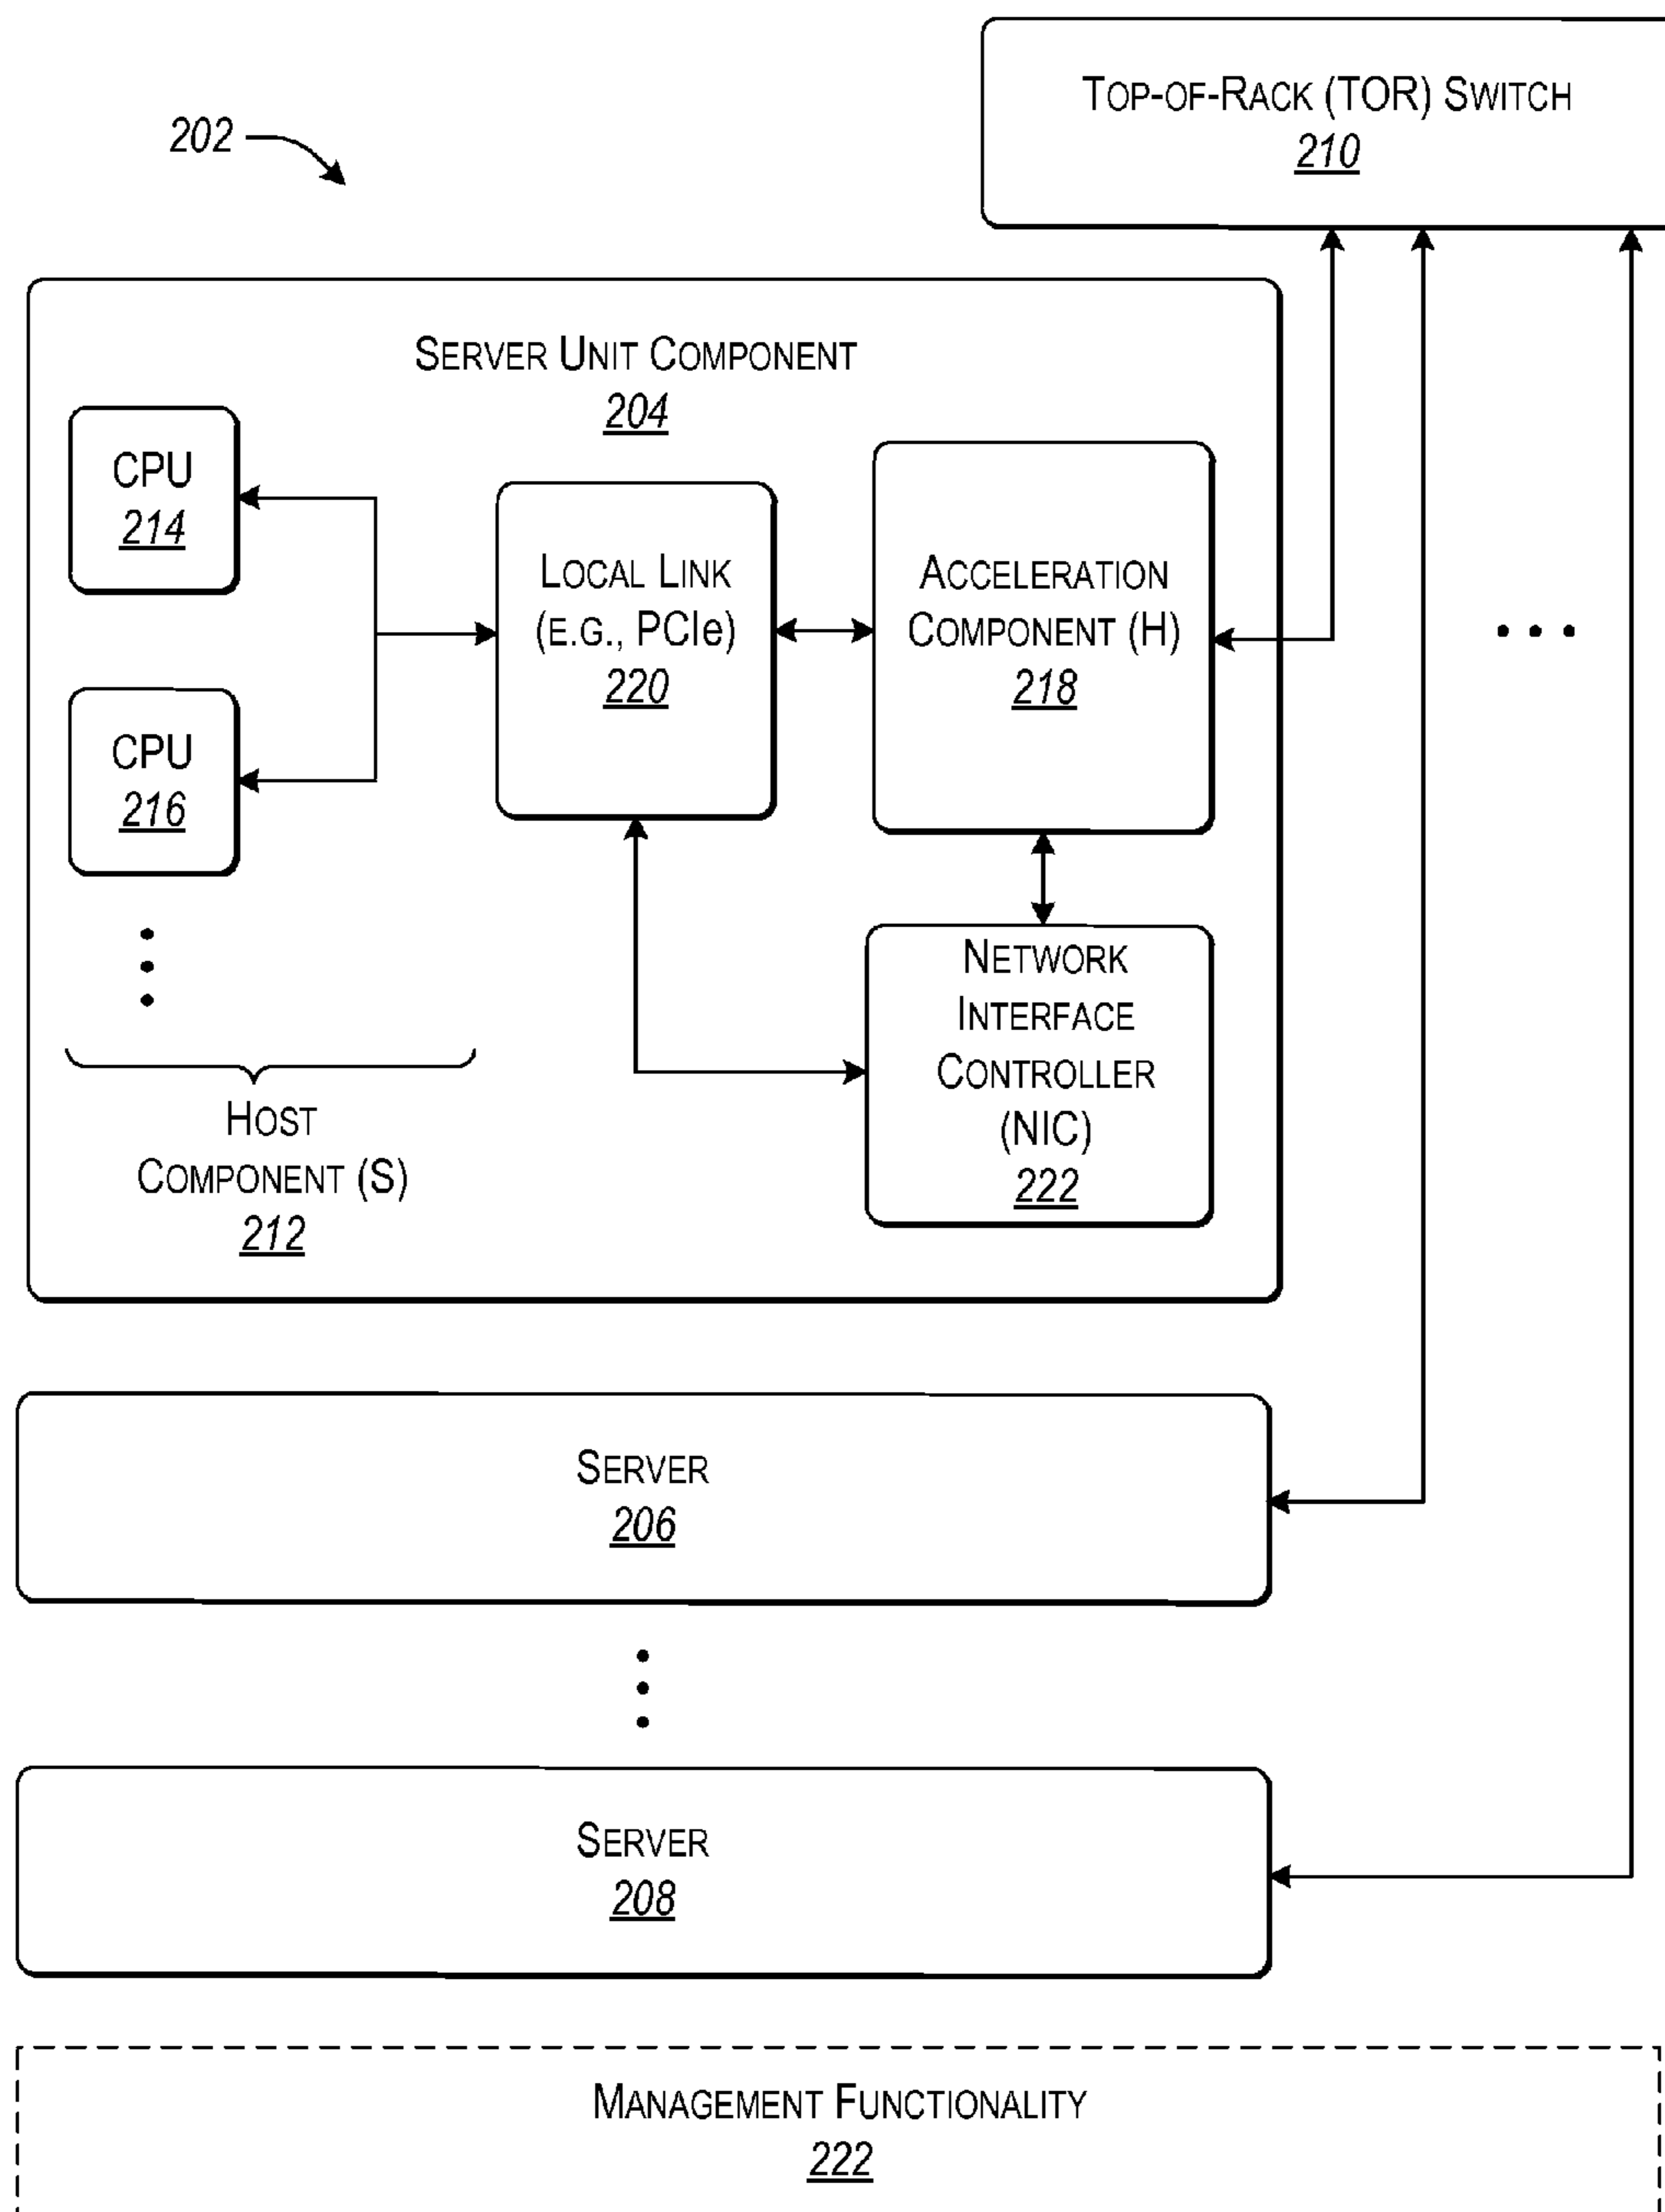 202
Top-of-Rack (TOR) Switch
210
Server Unit Component
204
CPU
214
Local Link
(e.g., PCIe)
220
Acceleration
Component (H)
218
CPU
216
Network
Interface
Controller
(NIC)
222
Host
Component (S)
212
Server
206
Server
208
Management Functionality
222